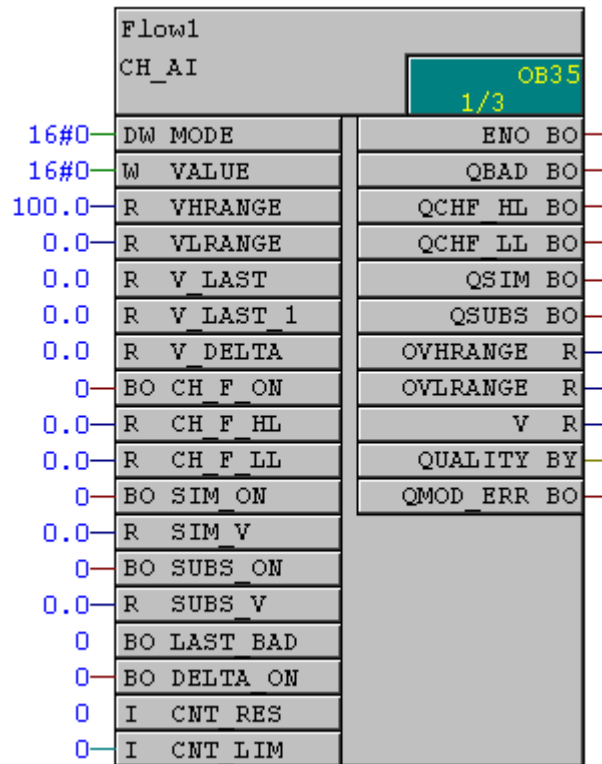 Flow1
CH_AI
OB35
1/3
16#0 DW MODE ENO BO
16#0 W VALUE QBAD BO
100.0 R VHRANGE QCHF_HL BO
0.0 R VLRANGE QCHF_LL BO
0.0 R V_LAST QSIM BO
0.0 R V_LAST_1 QSUBS BO
0.0 R V_DELTA OVHRANGE R
0 BO CH_F_ON OVLRANGE R
0.0 R CH_F_HL V R
0.0 R CH_F_LL QUALITY BY
0 BO SIM_ON QMOD_ERR BO
0.0 R SIM_V
0 BO SUBS_ON
0.0 R SUBS_V
0 BO LAST_BAD
0 BO DELTA_ON
0 I CNT_RES
0 I CNT_LIM